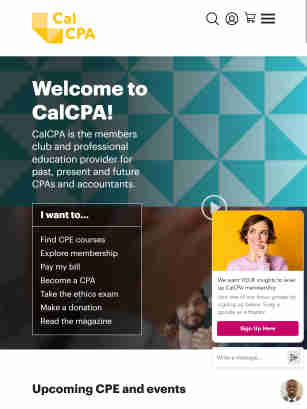 Cal
CPA
Welcome to
CalCPA!
CalCPA is the members
club and professional
education provider for
past, present and future
CPAs and accountants.
I want to...
Find CPE courses
Explore membership
Pay my bill
Become a CPA
Take the ethics exam
Make a donation
Read the magazine
We want YOUR insights to level
up CalCPA membership
Join one of our focus groups by
signing up below. Enjoy a
goodie as a thanks!
Sign Up Here
Write a message...
Upcoming CPE and events